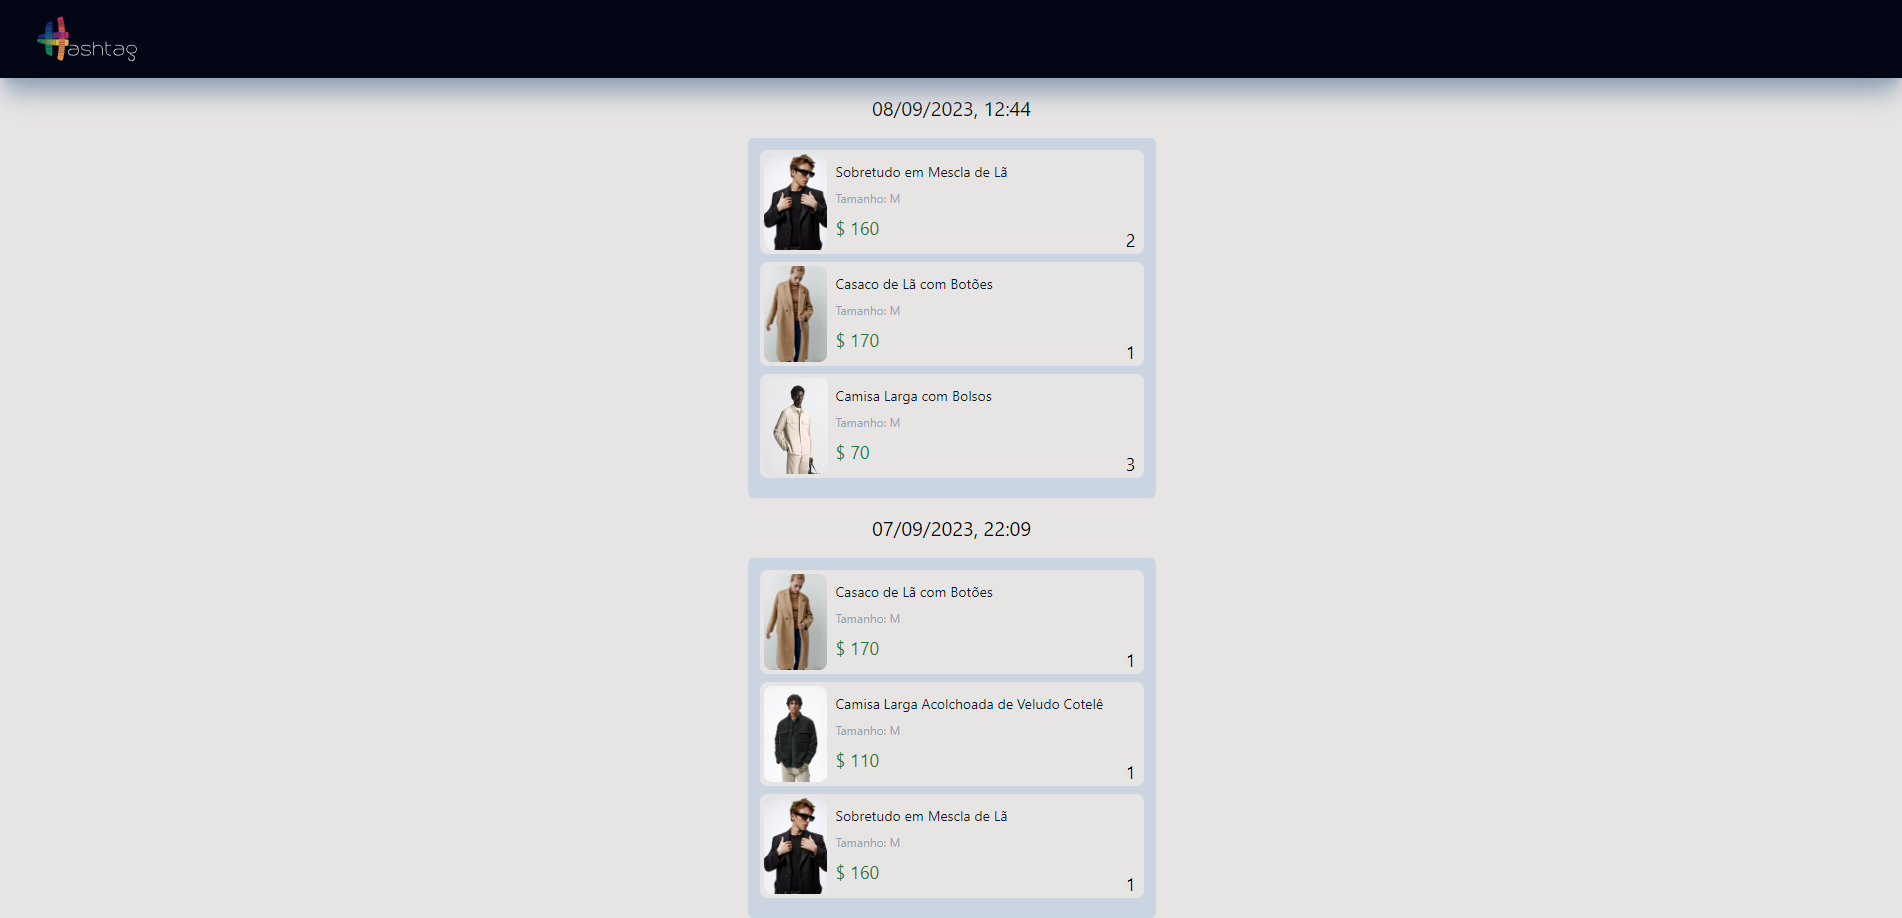 Hashtag
08/09/2023, 12:44
Sobretudo em Mescla de Lã
Tamanho: M
$ 160
2
Casaco de Lã com Botões
Tamanho: M
$ 170
1
Camisa Larga com Bolsos
Tamanho: M
$ 70
3
07/09/2023, 22:09
Casaco de Lã com Botões
Tamanho: M
$ 170
1
Camisa Larga Acolchoada de Veludo Cotelê
Tamanho: M
$ 110
1
Sobretudo em Mescla de Lã
Tamanho: M
$ 160
1